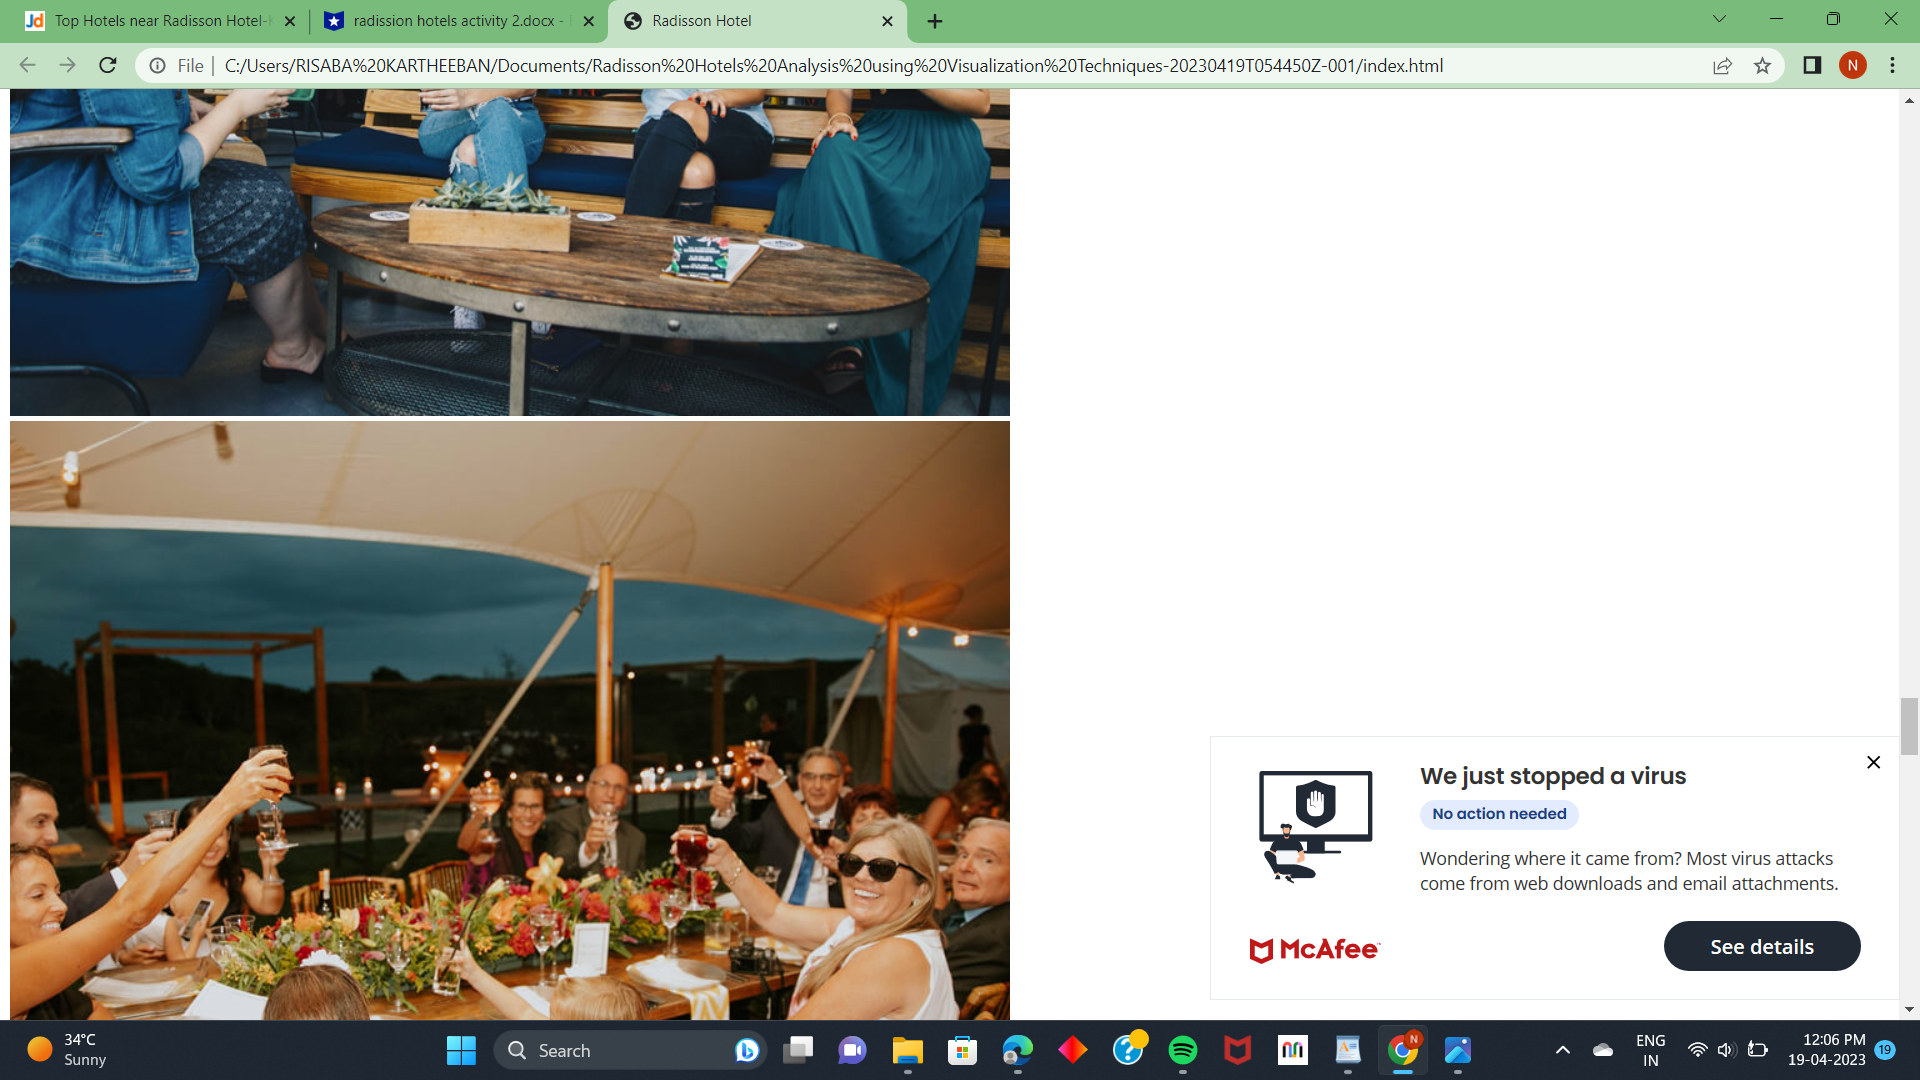 Jd Top Hotels near Radisson Hotel-
radission hotels activity 2.docx -
Radisson Hotel
File
C:/Users/RISABA%20KARTHEEBAN/Documents/Radisson%20Hotels%20Analysis%20using%20Visualization%20Techniques-20230419T054450Z-001/index.html
N
We just stopped a virus
No action needed
Wondering where it came from? Most virus attacks
come from web downloads and email attachments.
McAfee
See details
34°C
Sunny
Search
N
ENG
IN
12:06 PM
19-04-2023
19